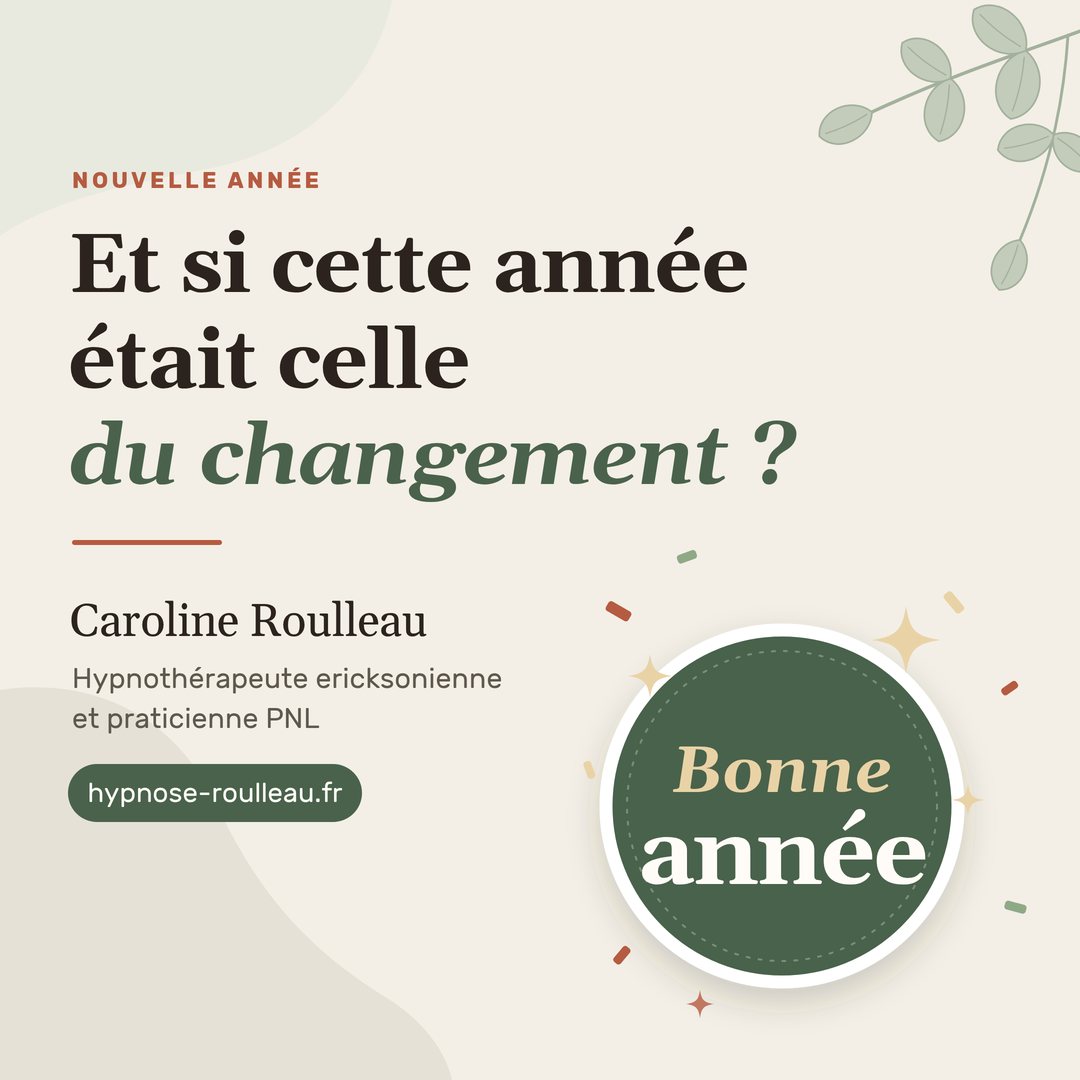 NOUVELLE ANNÉE
Et si cette année
était celle
du changement ?
Caroline Roulleau
Hypnothérapeute ericksonienne
et praticienne PNL
hypnose-roulleau.fr
Bonne
année